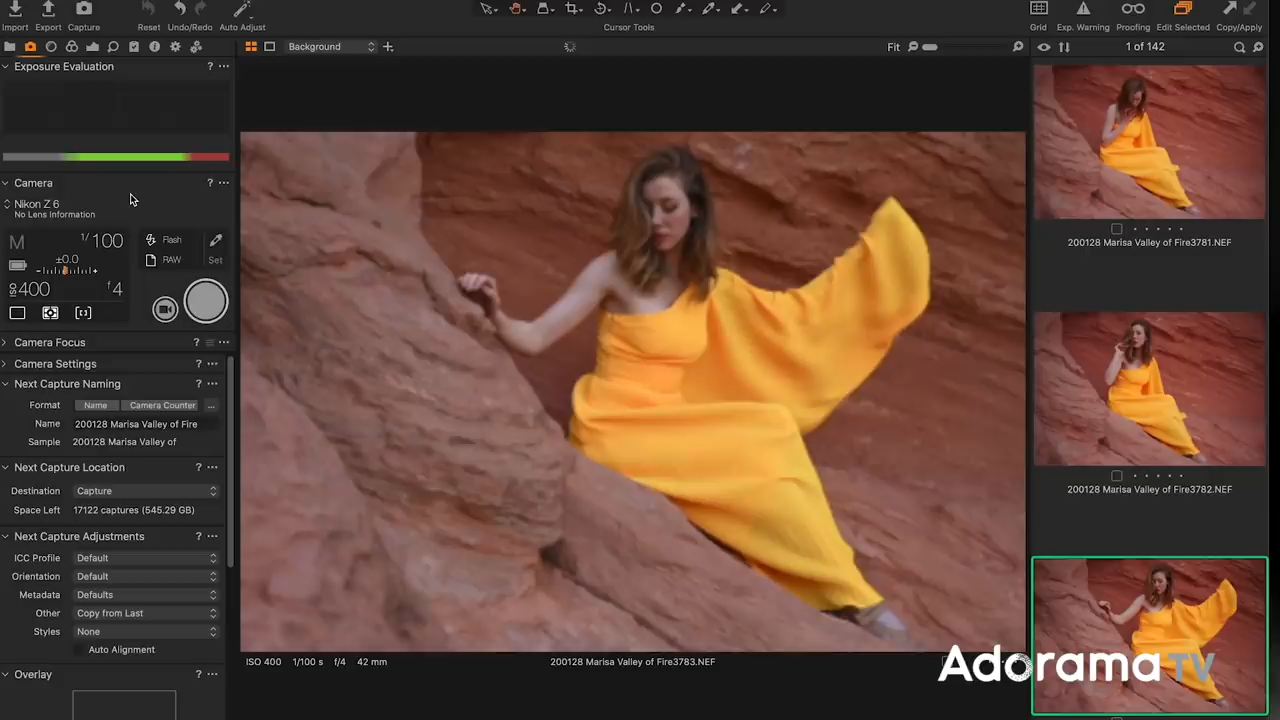 Import Export Capture Reset Undo/Redo Auto Adjust Cursor Tools Grid Exp. Warning Proofing Edit Selected Copy/Apply
Background Fit 1 of 142
Exposure Evaluation ? ...
Camera ? ...
Nikon Z 6
No Lens Information
M 1/100 Flash
±0.0 RAW Set
400 f4
Camera Focus ? ...
Camera Settings ? ...
Next Capture Naming ? ...
Format Name Camera Counter ...
Name 200128 Marisa Valley of Fire
Sample 200128 Marisa Valley of
Next Capture Location ? ...
Destination Capture
Space Left 17122 captures (545.29 GB)
Next Capture Adjustments ? ...
ICC Profile Default
Orientation Default
Metadata Defaults
Other Copy from Last
Styles None
Auto Alignment
Overlay ? ...
ISO 400 1/100 s f/4 42 mm 200128 Marisa Valley of Fire3783.NEF
200128 Marisa Valley of Fire3781.NEF
200128 Marisa Valley of Fire3782.NEF
Adorama TV